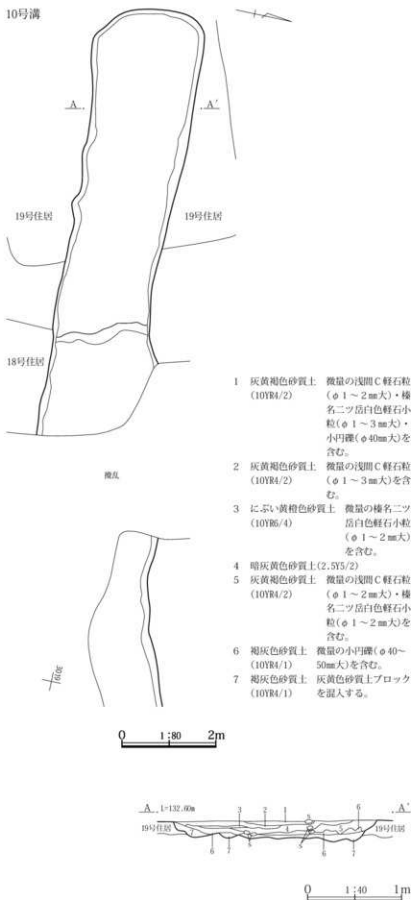 10号溝
A
A′
19号住居
19号住居
18号住居
1 灰黄褐色砂質土 微量の浅間C軽石粒
(10YR4/2) (φ1～2㎜大)・榛
名二ツ岳白色軽石小
粒(φ1～3㎜大)・
小円礫(φ40㎜大)を
含む。
攪乱
2 灰黄褐色砂質土 微量の浅間C軽石粒
(10YR4/2) (φ1～3㎜大)を含
む。
3 にぶい黄橙色砂質土 微量の榛名二ツ
(10YR6/4) 岳白色軽石小粒
(φ1～2㎜大)
を含む。
4 暗灰黄色砂質土(2.5Y5/2)
5 灰黄褐色砂質土 微量の浅間C軽石粒
(10YR4/2) (φ1～2㎜大)・榛
名二ツ岳白色軽石小
粒(φ1～2㎜大)を
含む。
6 褐灰色砂質土 微量の小円礫(φ40～
(10YR4/1) 50㎜大)を含む。
7 褐灰色砂質土 灰黄色砂質土ブロック
(10YR4/1) を混入する。
0 1:80 2m
A L=132.60m 3 2 1 S 6 A′
19号住居 7 4 5 19号住居
6 7 S S 6 7
0 1:40 1m